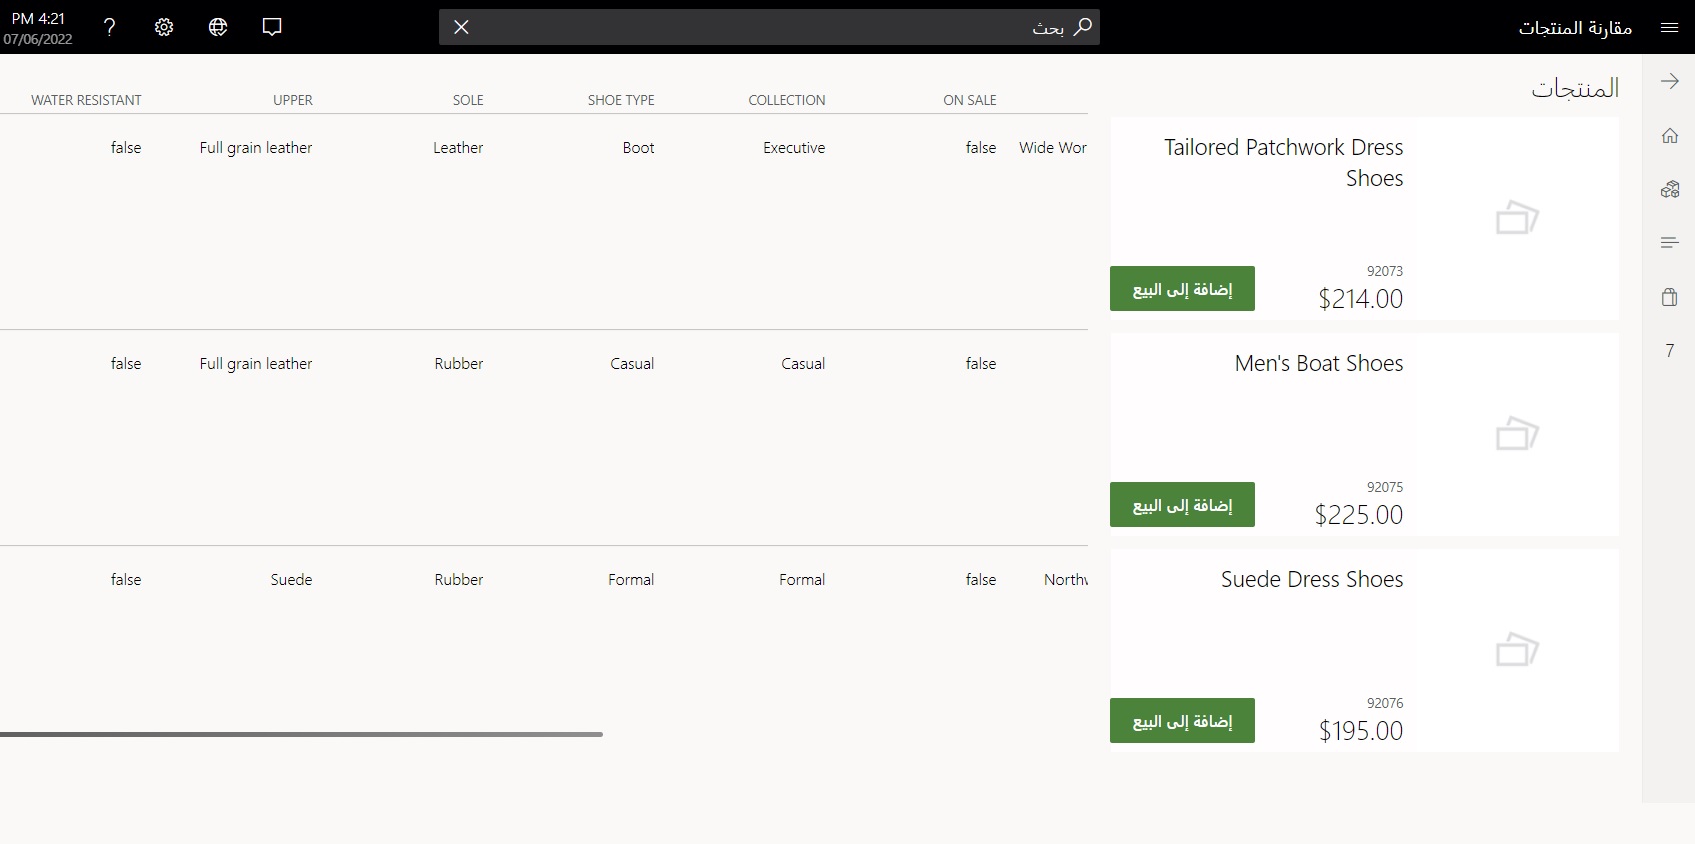 مقارنة المنتجات
بحث
4:21 PM
07/06/2022
المنتجات
ON SALE
COLLECTION
SHOE TYPE
SOLE
UPPER
WATER RESISTANT
Tailored Patchwork Dress
Shoes
92073
$214.00
إضافة إلى البيع
Wide Wor
false
Executive
Boot
Leather
Full grain leather
false
Men's Boat Shoes
92075
$225.00
إضافة إلى البيع
false
Casual
Casual
Rubber
Full grain leather
false
Suede Dress Shoes
92076
$195.00
إضافة إلى البيع
false
Formal
Formal
Rubber
Suede
false
7